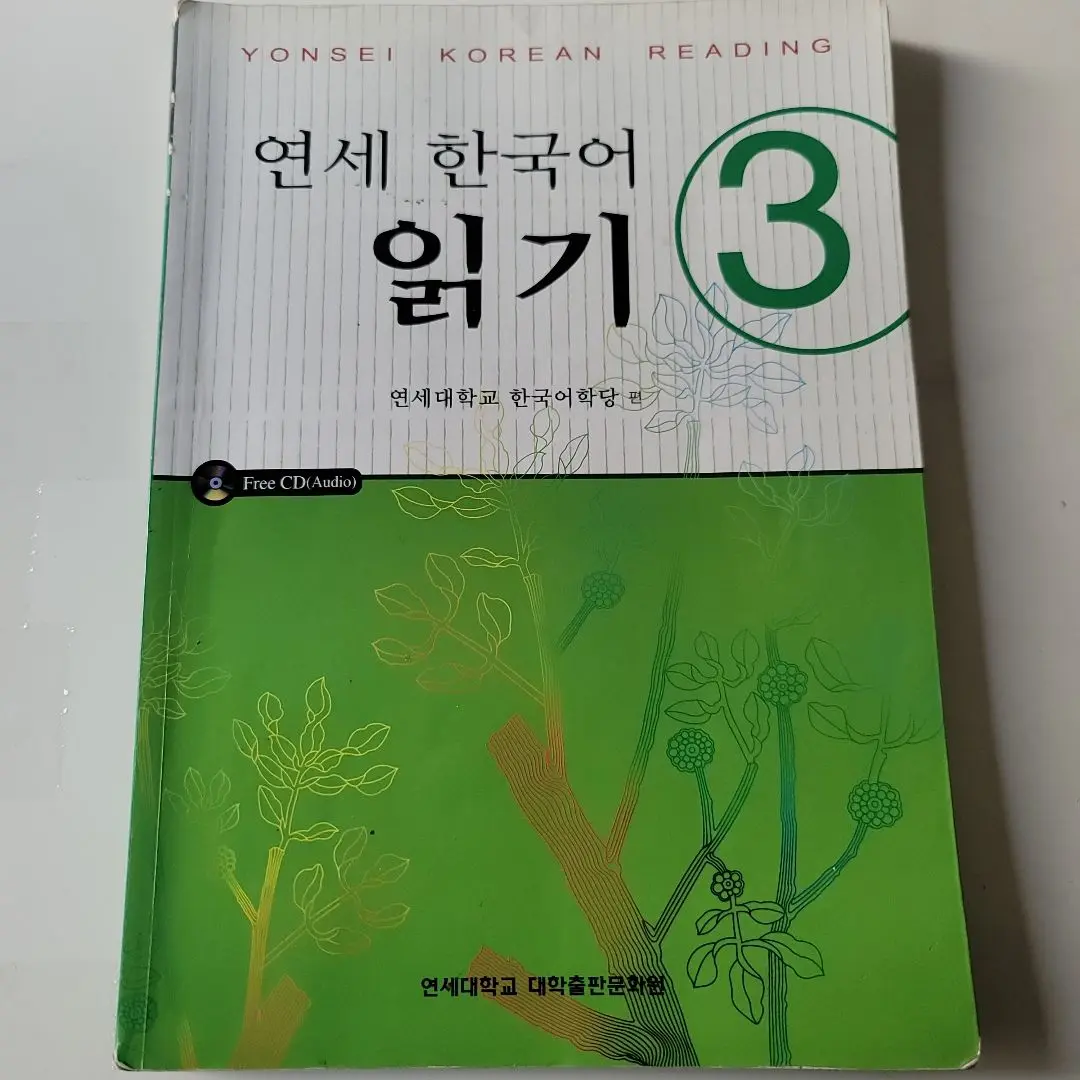 YONSEI KOREAN READING
연세 한국어
읽기
3
연세대학교 한국어학당 편
Free CD(Audio)
연세대학교 대학출판문화원